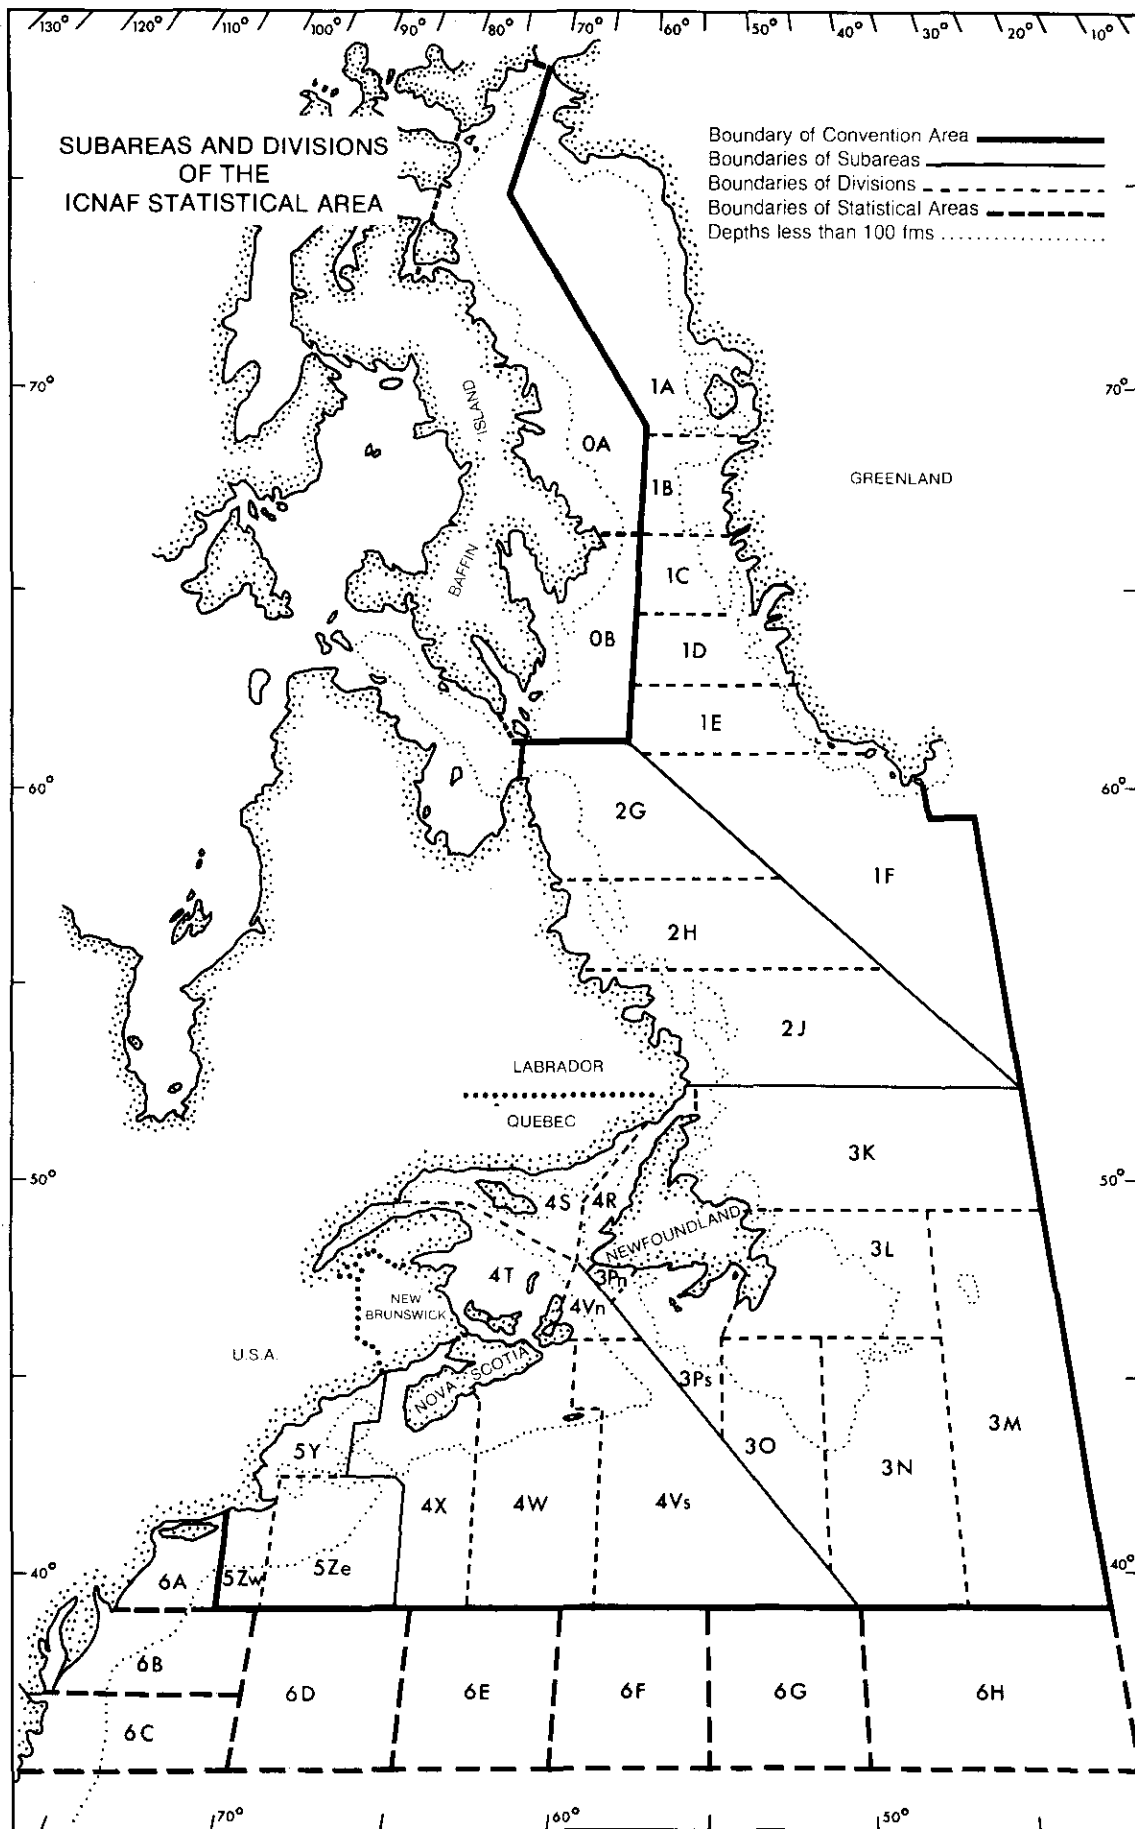 130° 120° 110° 100° 90° 80° 70° 60° 50° 40° 30° 20° 10°
SUBAREAS AND DIVISIONS
OF THE
ICNAF STATISTICAL AREA
Boundary of Convention Area
Boundaries of Subareas
Boundaries of Divisions
Boundaries of Statistical Areas
Depths less than 100 fms
70° 70°
1A
ISLAND
0A
1B
GREENLAND
BAFFIN
1C
0B
1D
1E
60° 60°
2G
1F
2H
2J
LABRADOR
QUEBEC
3K
50° 50°
4S 4R
NEWFOUNDLAND
3L
4T 3Pn
NEW
BRUNSWICK
4Vn
U.S.A.
NOVA SCOTIA
3Ps
3M
5Y 3O
3N
4X 4W 4Vs
40° 40°
6A 5Zw 5Ze
6B
6D 6E 6F 6G 6H
6C
70° 60° 50°